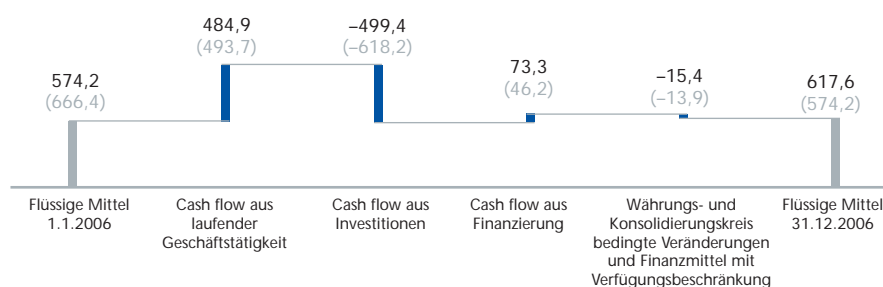 574,2
(666,4)
484,9
(493,7)
–499,4
(–618,2)
73,3
(46,2)
–15,4
(–13,9)
617,6
(574,2)
Flüssige Mittel
1.1.2006
Cash flow aus
laufender
Geschäftstätigkeit
Cash flow aus
Investitionen
Cash flow aus
Finanzierung
Währungs- und
Konsolidierungskreis
bedingte Veränderungen
und Finanzmittel mit
Verfügungsbeschränkung
Flüssige Mittel
31.12.2006